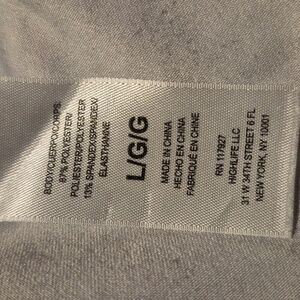 BODY/CUERPO/CORPS:
87% POLYESTER/
POLIESTER/POLYESTER
13% SPANDEX/SPANDEX/
ELASTHANNE
L/G/G
MADE IN CHINA
HECHO EN CHINA
FABRIQUÉ EN CHINE
RN 117927
HIGHLIFE LLC
31 W 34TH STREET 6 FL
NEW YORK, NY 10001